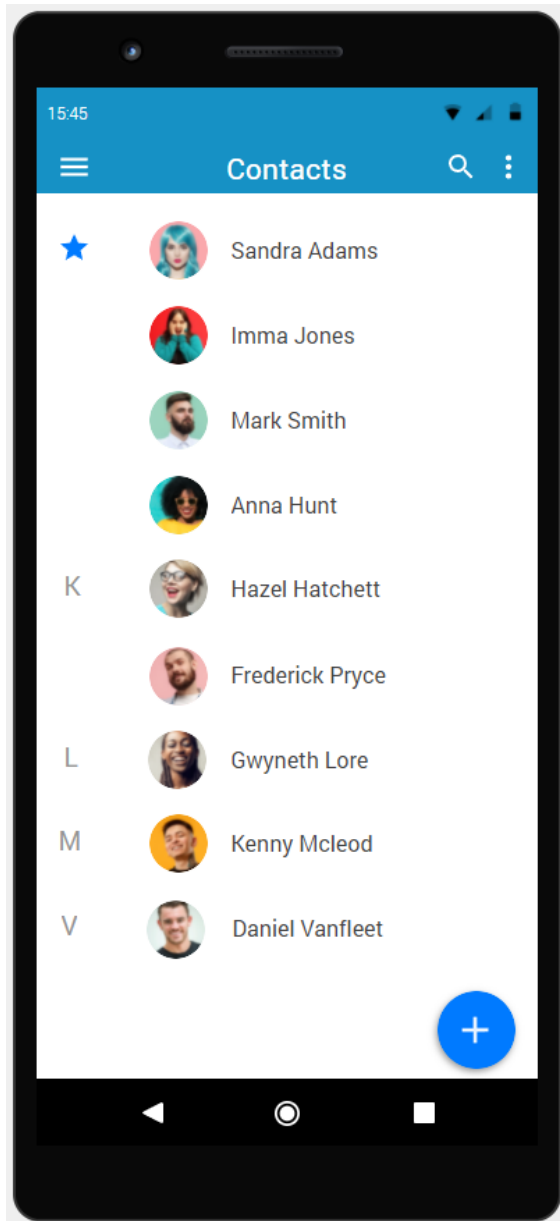 15:45
Contacts
Sandra Adams
Imma Jones
Mark Smith
Anna Hunt
K Hazel Hatchett
Frederick Pryce
L Gwyneth Lore
M Kenny Mcleod
V Daniel Vanfleet